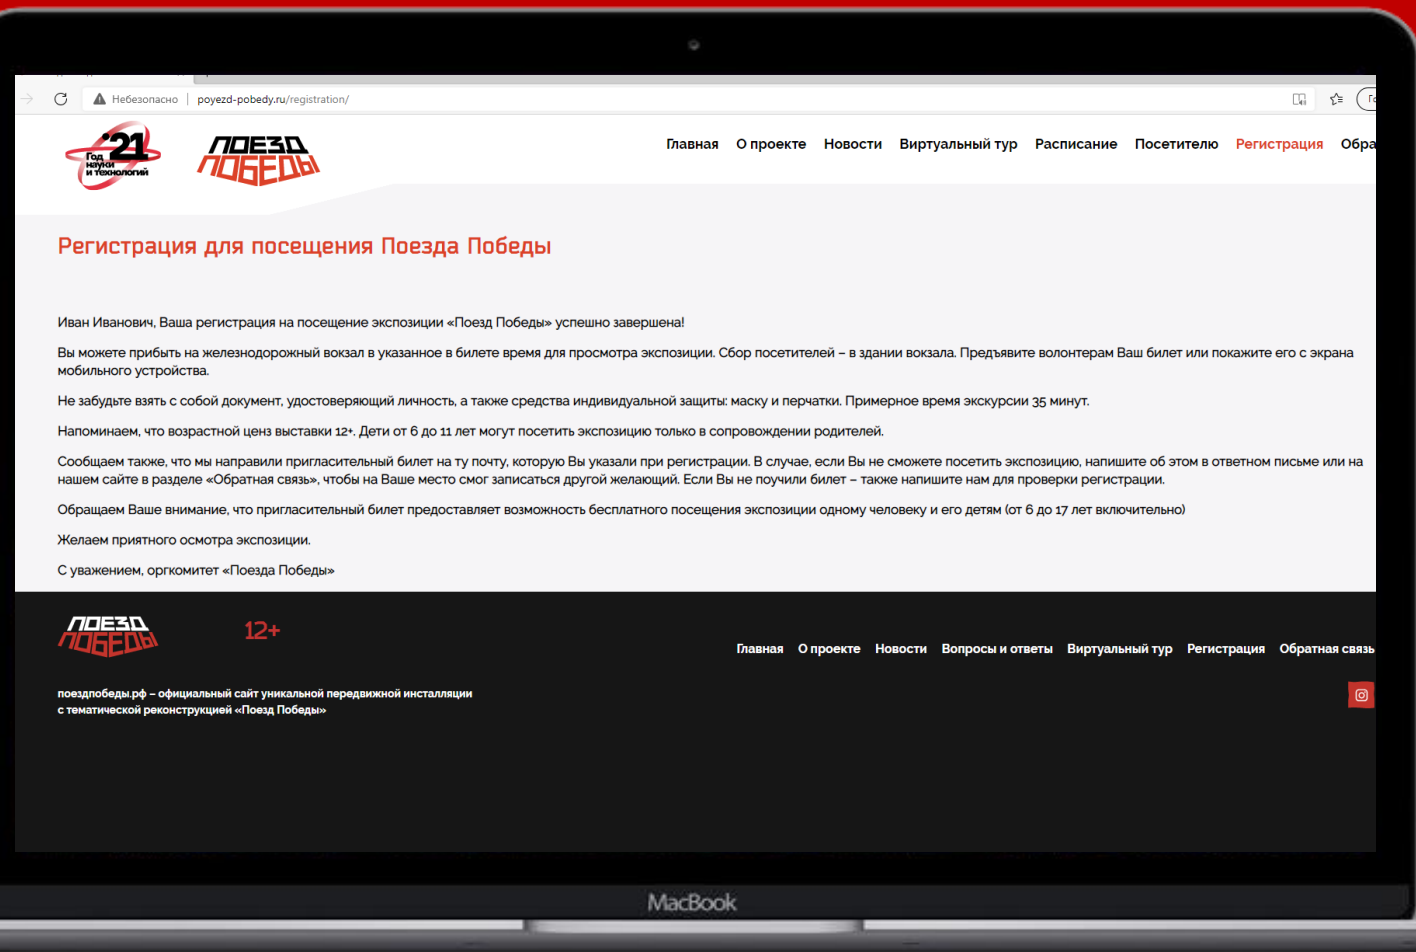 Небезопасно | poyezd-pobedy.ru/registration/
'21
Год
науки
и технологий
ПОЕЗД
ПОБЕДЫ
Главная О проекте Новости Виртуальный тур Расписание Посетителю Регистрация Обра
Регистрация для посещения Поезда Победы
Иван Иванович, Ваша регистрация на посещение экспозиции «Поезд Победы» успешно завершена!
Вы можете прибыть на железнодорожный вокзал в указанное в билете время для просмотра экспозиции. Сбор посетителей – в здании вокзала. Предъявите волонтерам Ваш билет или покажите его с экрана
мобильного устройства.
Не забудьте взять с собой документ, удостоверяющий личность, а также средства индивидуальной защиты: маску и перчатки. Примерное время экскурсии 35 минут.
Напоминаем, что возрастной ценз выставки 12+. Дети от 6 до 11 лет могут посетить экспозицию только в сопровождении родителей.
Сообщаем также, что мы направили пригласительный билет на ту почту, которую Вы указали при регистрации. В случае, если Вы не сможете посетить экспозицию, напишите об этом в ответном письме или на
нашем сайте в разделе «Обратная связь», чтобы на Ваше место смог записаться другой желающий. Если Вы не поучили билет – также напишите нам для проверки регистрации.
Обращаем Ваше внимание, что пригласительный билет предоставляет возможность бесплатного посещения экспозиции одному человеку и его детям (от 6 до 17 лет включительно)
Желаем приятного осмотра экспозиции.
С уважением, оргкомитет «Поезда Победы»
ПОЕЗД
ПОБЕДЫ
12+
Главная О проекте Новости Вопросы и ответы Виртуальный тур Регистрация Обратная связь
поездпобеды.рф – официальный сайт уникальной передвижной инсталляции
с тематической реконструкцией «Поезд Победы»
MacBook